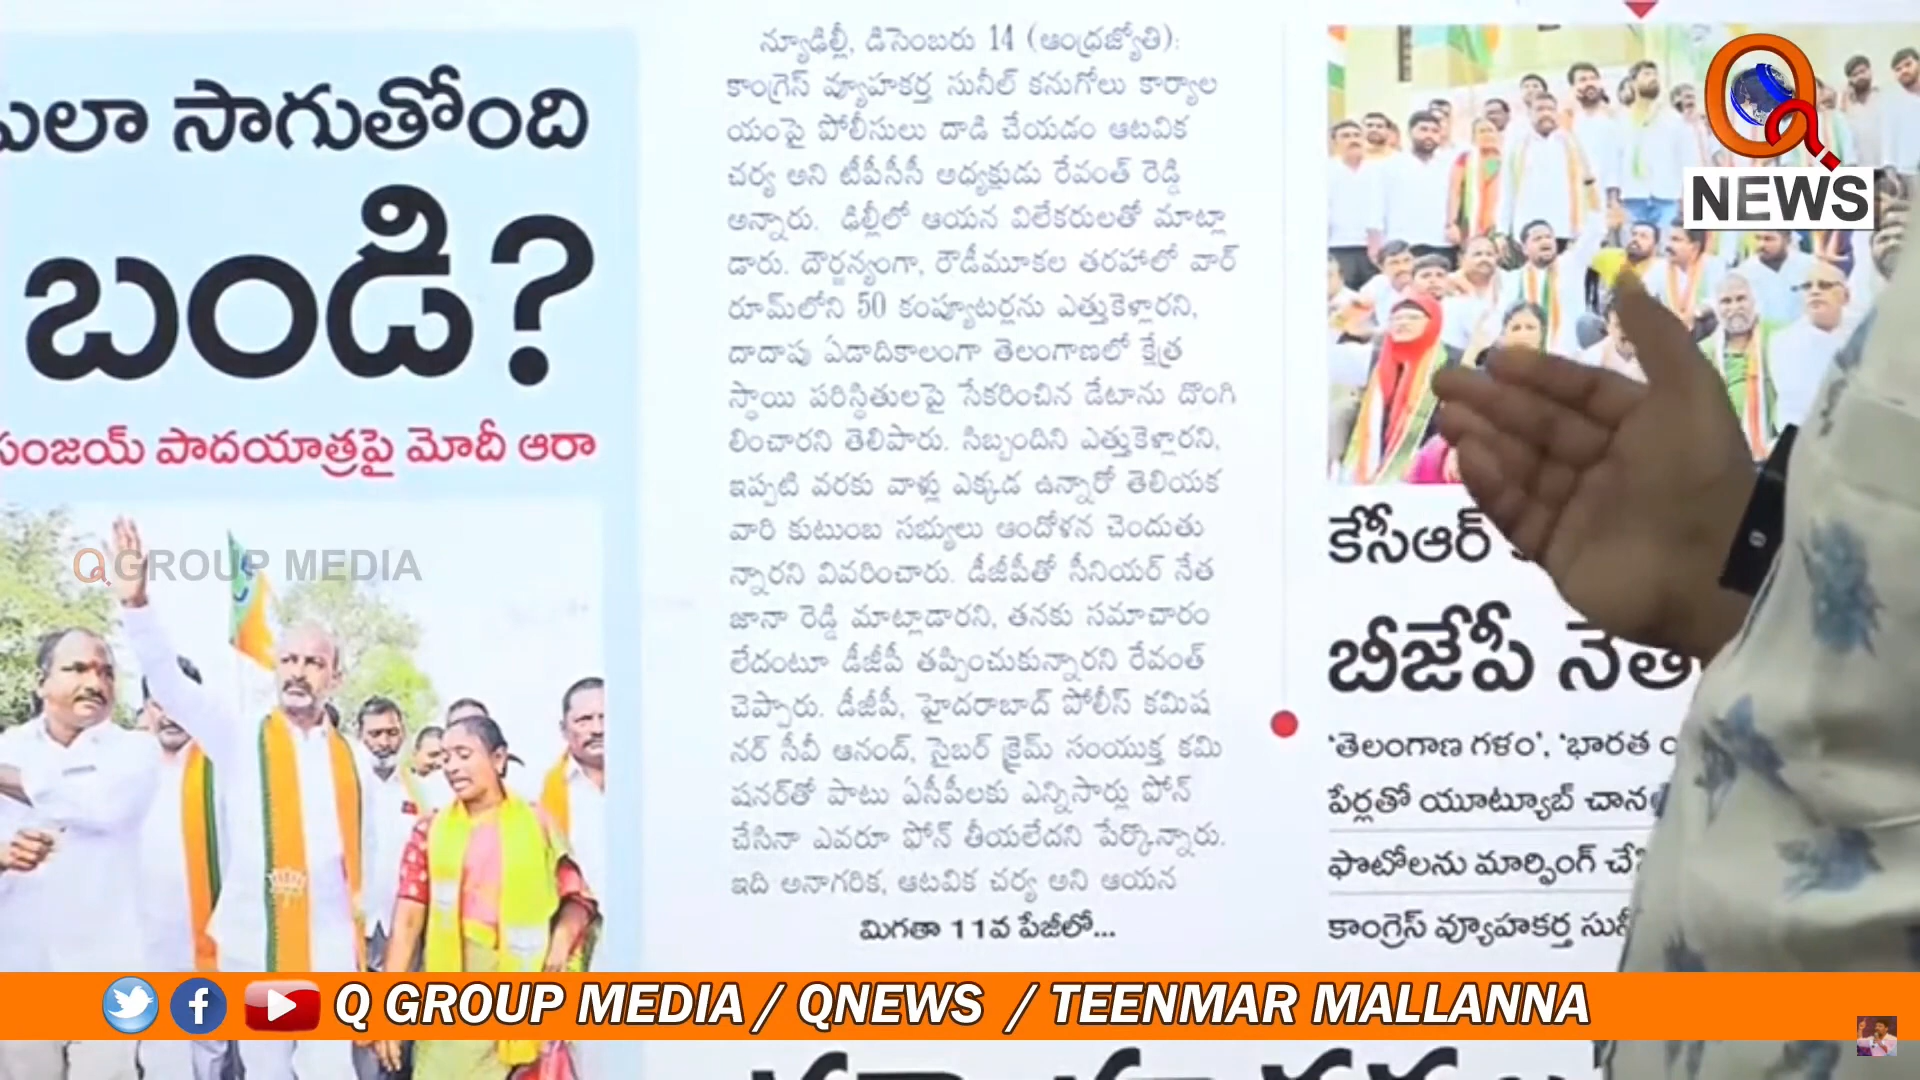 సాగుతోంది
బండి?
సంజయ్ పాదయాత్రపై మోదీ ఆరా
Q GROUP MEDIA
న్యూఢిల్లీ, డిసెంబరు 14 (ఆంధ్రజ్యోతి):
కాంగ్రెస్ వ్యూహకర్త సునీల్ కనుగోలు కార్యాల
యంపై పోలీసులు దాడి చేయడం ఆటవిక
చర్య అని టీపీసీసీ అధ్యక్షుడు రేవంత్ రెడ్డి
అన్నారు. ఢిల్లీలో ఆయన విలేకరులతో మాట్లా
డారు. దౌర్జన్యంగా, రౌడీమూకల తరహాలో వార్
రూమ్‌లోని 50 కంప్యూటర్లను ఎత్తుకెళ్లారని,
దాదాపు ఏడాదికాలంగా తెలంగాణలో క్షేత్ర
స్థాయి పరిస్థితులపై సేకరించిన డేటాను దొంగి
లించారని తెలిపారు. సిబ్బందిని ఎత్తుకెళ్లారని,
ఇప్పటి వరకు వాళ్లు ఎక్కడ ఉన్నారో తెలియక
వారి కుటుంబ సభ్యులు ఆందోళన చెందుతు
న్నారని వివరించారు. డీజీపీతో సీనియర్ నేత
జానా రెడ్డి మాట్లాడారని, తనకు సమాచారం
లేదంటూ డీజీపీ తప్పించుకున్నారని రేవంత్
చెప్పారు. డీజీపీ, హైదరాబాద్ పోలీస్ కమిష
నర్ సీవీ ఆనంద్, సైబర్ క్రైమ్ సంయుక్త కమి
షనర్‌తో పాటు ఏసీపీలకు ఎన్నిసార్లు ఫోన్
చేసినా ఎవరూ ఫోన్ తీయలేదని పేర్కొన్నారు.
ఇది అనాగరిక, ఆటవిక చర్య అని ఆయన
మిగతా 11వ పేజీలో...
Q
NEWS
కేసీఆర్
బీజేపీ
'తెలంగాణ గళం', 'భారత
పేర్లతో యూట్యూబ్
ఫొటోలను మార్ఫింగ్
కాంగ్రెస్ వ్యూహకర్త
Q GROUP MEDIA / QNEWS / TEENMAR MALLANNA